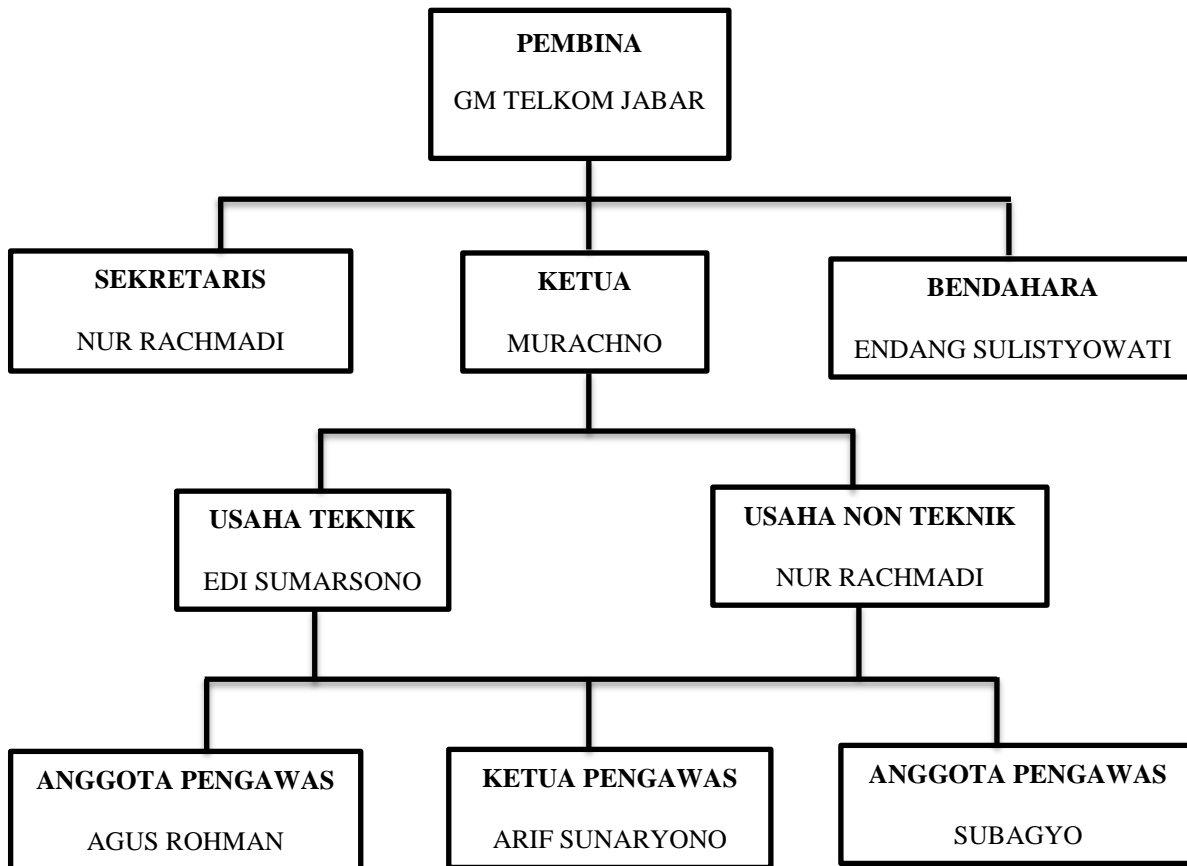 PEMBINA
GM TELKOM JABAR
SEKRETARIS
NUR RACHMADI
KETUA
MURACHNO
BENDAHARA
ENDANG SULISTYOWATI
USAHA TEKNIK
EDI SUMARSONO
USAHA NON TEKNIK
NUR RACHMADI
ANGGOTA PENGAWAS
AGUS ROHMAN
KETUA PENGAWAS
ARIF SUNARYONO
ANGGOTA PENGAWAS
SUBAGYO